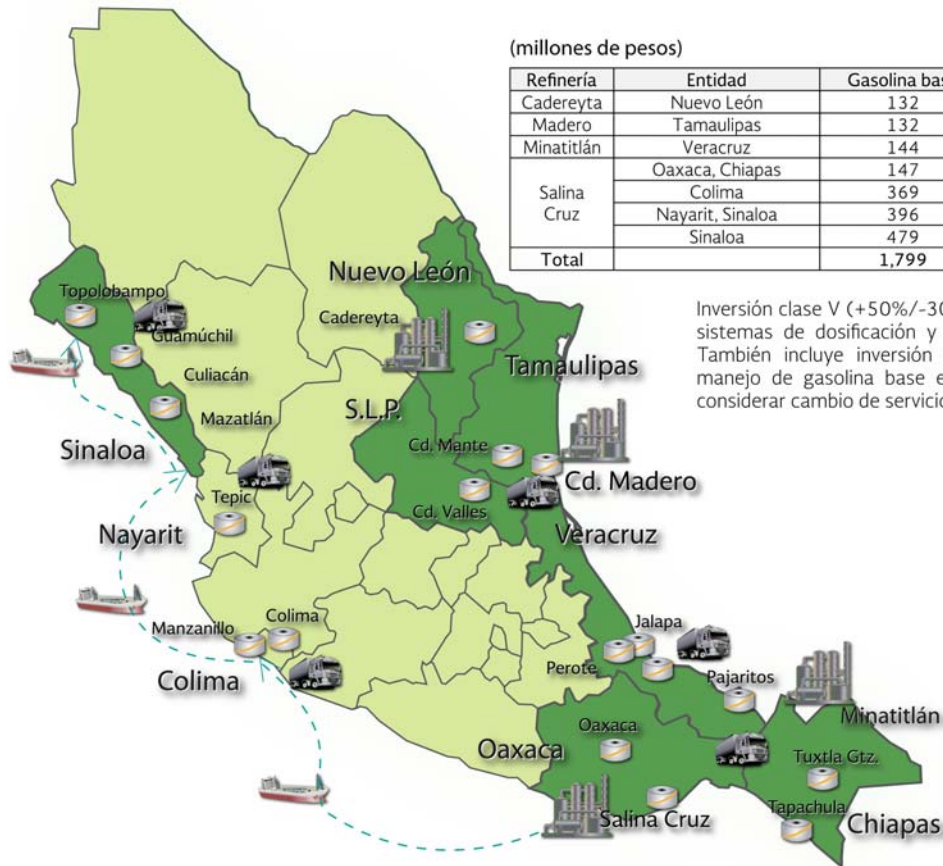 (millones de pesos)
Refinería Entidad Gasolina bas
Cadereyta Nuevo León 132
Madero Tamaulipas 132
Minatitlán Veracruz 144
Salina Cruz Oaxaca, Chiapas 147
Colima 369
Nayarit, Sinaloa 396
Sinaloa 479
Total 1,799
Inversión clase V (+50%/-30
sistemas de dosificación y
También incluye inversión
manejo de gasolina base e
considerar cambio de servicio
Nuevo León
Topolobampo
Guamúchil
Cadereyta
Tamaulipas
Culiacán
Mazatlán
S.L.P.
Sinaloa
Cd. Mante
Cd. Madero
Tepic
Cd. Valles
Nayarit
Veracruz
Manzanillo
Colima
Jalapa
Perote
Pajaritos
Colima
Minatitlán
Oaxaca
Oaxaca
Tuxtla Gtz.
Salina Cruz
Tapachula
Chiapas